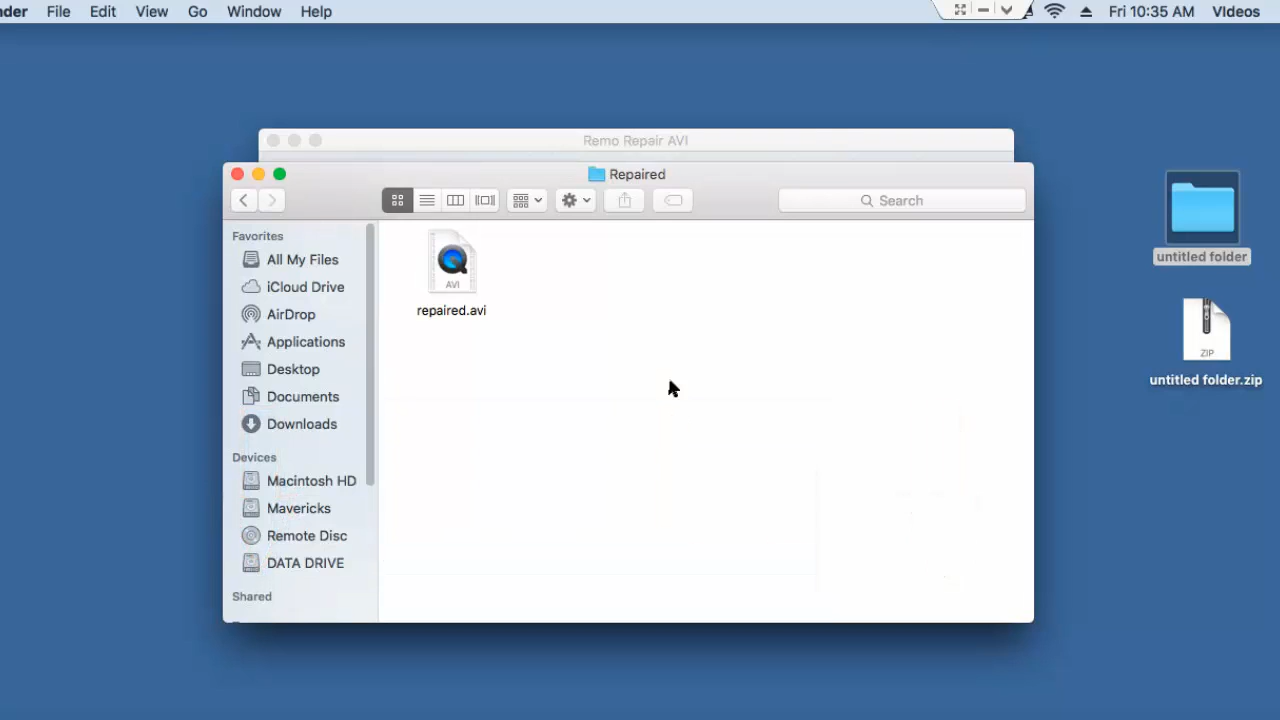 nder File Edit View Go Window Help Fri 10:35 AM VIdeos
Remo Repair AVI
Repaired
Search
Favorites
All My Files
iCloud Drive
AirDrop
Applications
Desktop
Documents
Downloads
Devices
Macintosh HD
Mavericks
Remote Disc
DATA DRIVE
Shared
AVI
repaired.avi
untitled folder
ZIP
untitled folder.zip